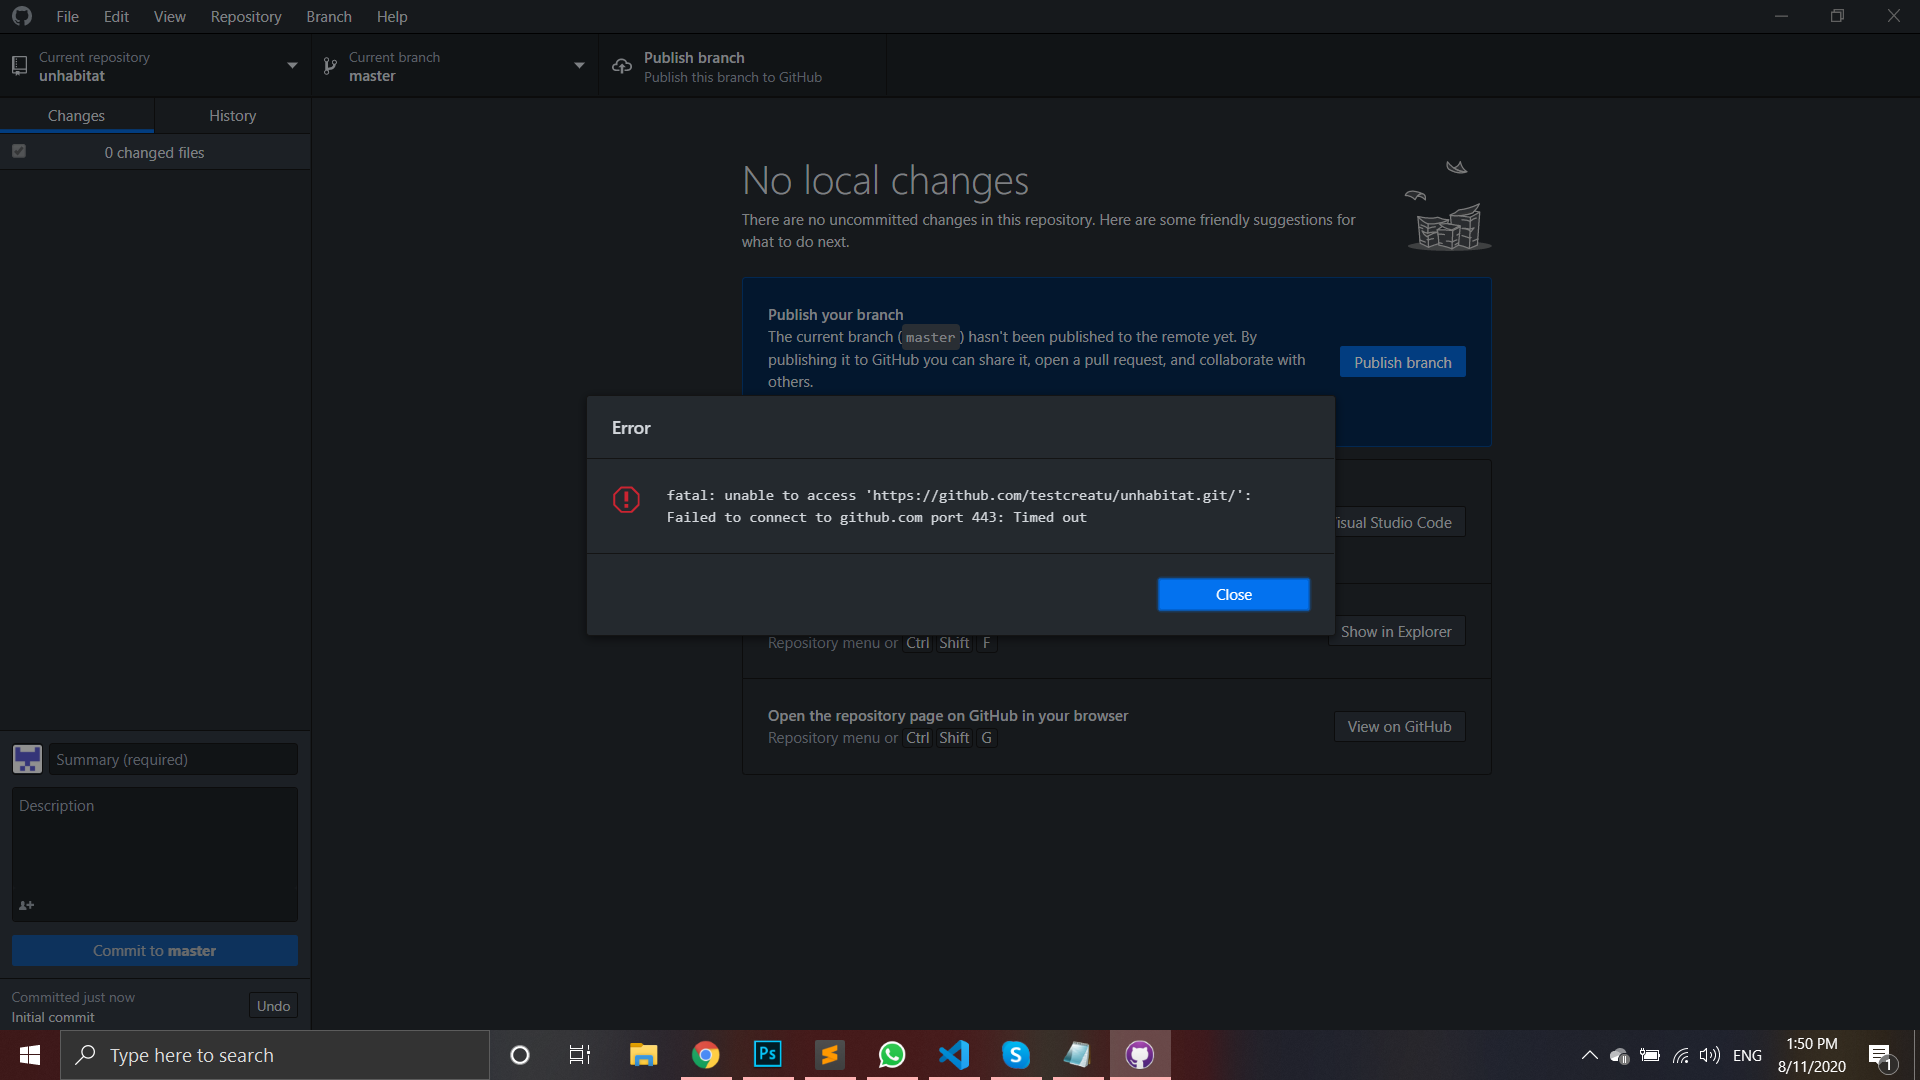 File Edit View Repository Branch Help
Current repository
unhabitat
Current branch
master
Publish branch
Publish this branch to GitHub
Changes History
0 changed files
No local changes
There are no uncommitted changes in this repository. Here are some friendly suggestions for
what to do next.
Publish your branch
The current branch (master) hasn't been published to the remote yet. By
publishing it to GitHub you can share it, open a pull request, and collaborate with
others.
Publish branch
Error
fatal: unable to access 'https://github.com/testcreatu/unhabitat.git/':
Failed to connect to github.com port 443: Timed out
Close
isual Studio Code
Repository menu or Ctrl Shift F
Show in Explorer
Open the repository page on GitHub in your browser
Repository menu or Ctrl Shift G
View on GitHub
Summary (required)
Description
Commit to master
Committed just now
Initial commit
Undo
Type here to search
Ps
S
ENG
1:50 PM
8/11/2020
1